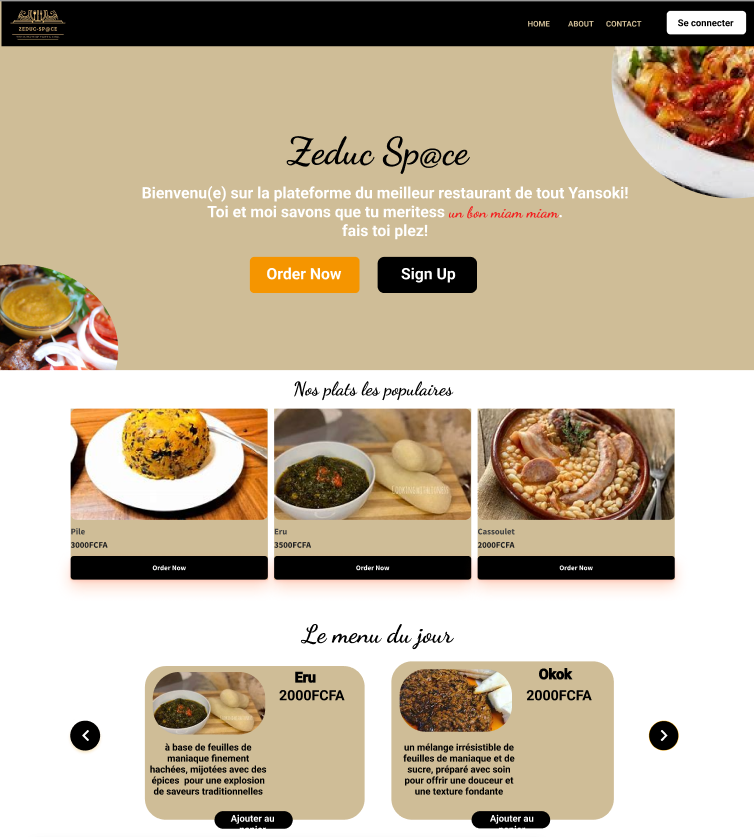 ZEDUC-SP@CE
HOME
ABOUT
CONTACT
Se connecter
Zeduc Sp@ce
Bienvenu(e) sur la plateforme du meilleur restaurant de tout Yansoki!
Toi et moi savons que tu meritess un bon miam miam.
fais toi plez!
Order Now
Sign Up
Nos plats les populaires
Pile
3000FCFA
Order Now
Eru
3500FCFA
Order Now
Cassoulet
2000FCFA
Order Now
Le menu du jour
Eru
2000FCFA
à base de feuilles de
maniaque finement
hachées, mijotées avec des
épices pour une explosion
de saveurs traditionnelles
Ajouter au
panier
Okok
2000FCFA
un mélange irrésistible de
feuilles de maniaque et de
sucre, préparé avec soin
pour offrir une douceur et
une texture fondante
Ajouter au
panier